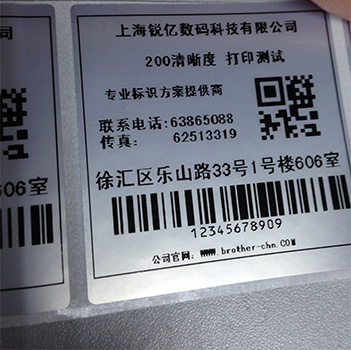 上海锐亿数码科技有限公司
200清晰度 打印测试
专业标识方案提供商
联系电话:63865088
传真: 62513319
徐汇区乐山路33号1号楼606室
12345678909
公司官网: www.brother-chn.COM
606室